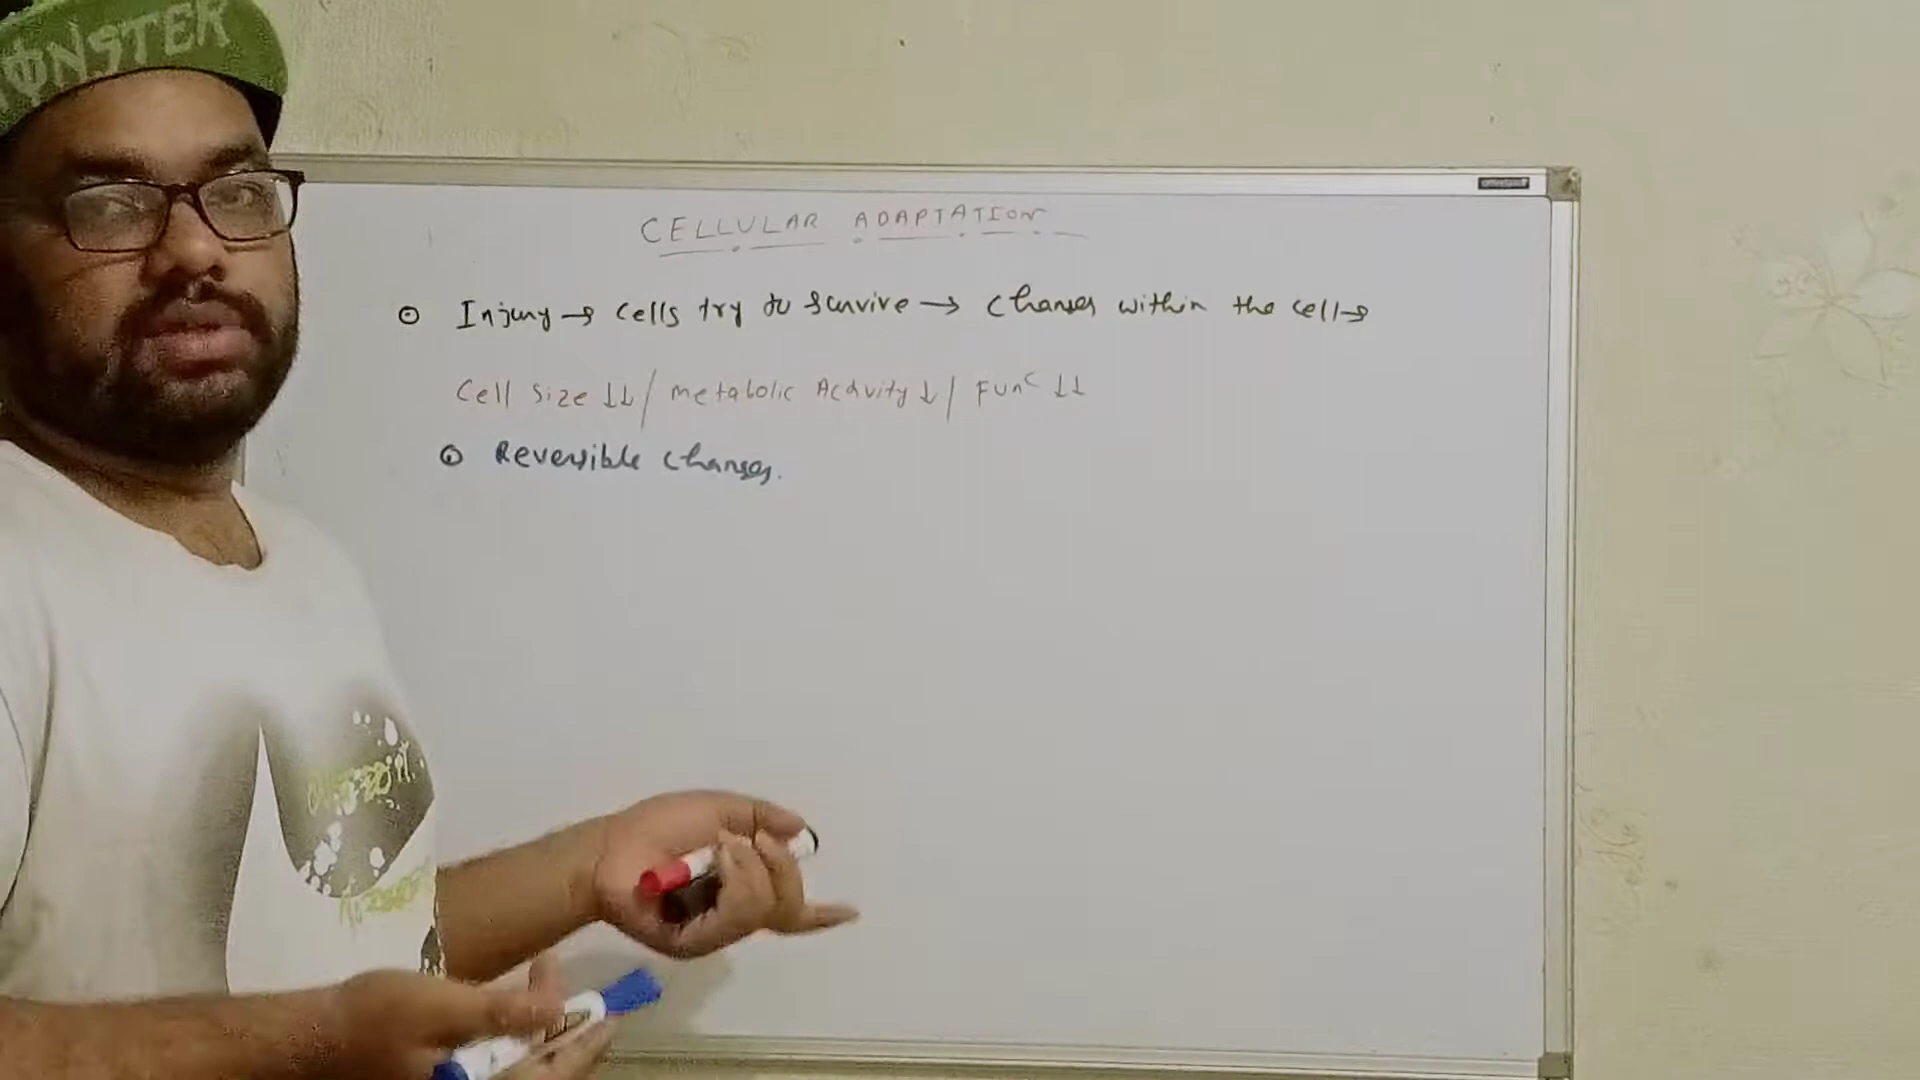 MONSTER
CELLULAR ADAPTATION
⊙ Injury → cells try to survive → changes within the cell →
Cell Size ↓↓ / metabolic Activity ↓ / Funᶜ ↓↓
⊙ Reversible changes.